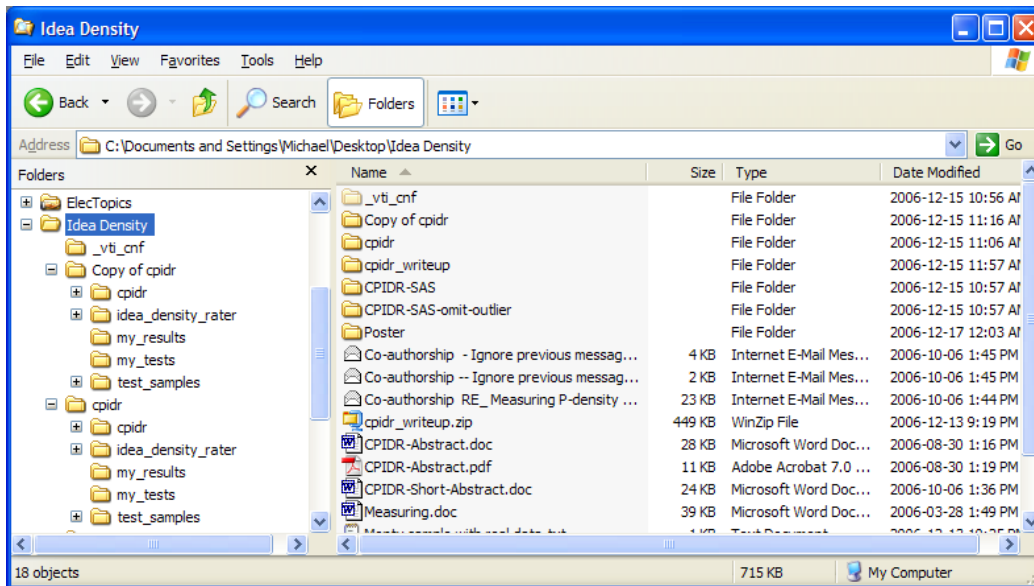 Idea Density
File Edit View Favorites Tools Help
Back Search Folders
Address C:\Documents and Settings\Michael\Desktop\Idea Density Go
Folders Name Size Type Date Modified
ElecTopics
Idea Density
_vti_cnf
Copy of cpidr
cpidr
idea_density_rater
my_results
my_tests
test_samples
cpidr
cpidr
idea_density_rater
my_results
my_tests
test_samples
_vti_cnf File Folder 2006-12-15 10:56 AM
Copy of cpidr File Folder 2006-12-15 11:16 AM
cpidr File Folder 2006-12-15 11:06 AM
cpidr_writeup File Folder 2006-12-15 11:57 AM
CPIDR-SAS File Folder 2006-12-15 10:57 AM
CPIDR-SAS-omit-outlier File Folder 2006-12-15 10:57 AM
Poster File Folder 2006-12-17 12:03 AM
Co-authorship - Ignore previous messag... 4 KB Internet E-Mail Mes... 2006-10-06 1:45 PM
Co-authorship -- Ignore previous messag... 2 KB Internet E-Mail Mes... 2006-10-06 1:45 PM
Co-authorship RE_ Measuring P-density ... 23 KB Internet E-Mail Mes... 2006-10-06 1:44 PM
cpidr_writeup.zip 449 KB WinZip File 2006-12-13 9:19 PM
CPIDR-Abstract.doc 28 KB Microsoft Word Doc... 2006-08-30 1:16 PM
CPIDR-Abstract.pdf 11 KB Adobe Acrobat 7.0 ... 2006-08-30 1:19 PM
CPIDR-Short-Abstract.doc 24 KB Microsoft Word Doc... 2006-10-06 1:36 PM
Measuring.doc 39 KB Microsoft Word Doc... 2006-03-28 1:49 PM
18 objects 715 KB My Computer